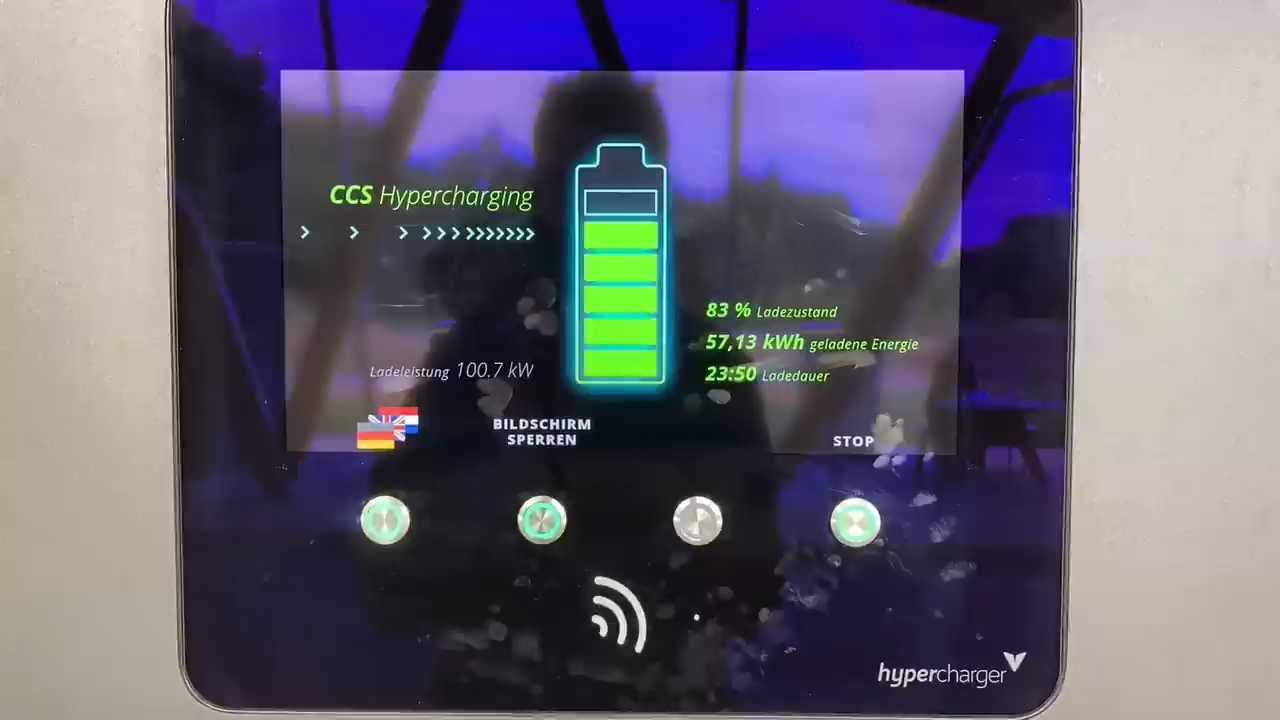 CCS Hypercharging
83 % Ladezustand
57,13 kWh geladene Energie
23:50 Ladedauer
Ladeleistung 100.7 kW
BILDSCHIRM
SPERREN
STOP
hypercharger